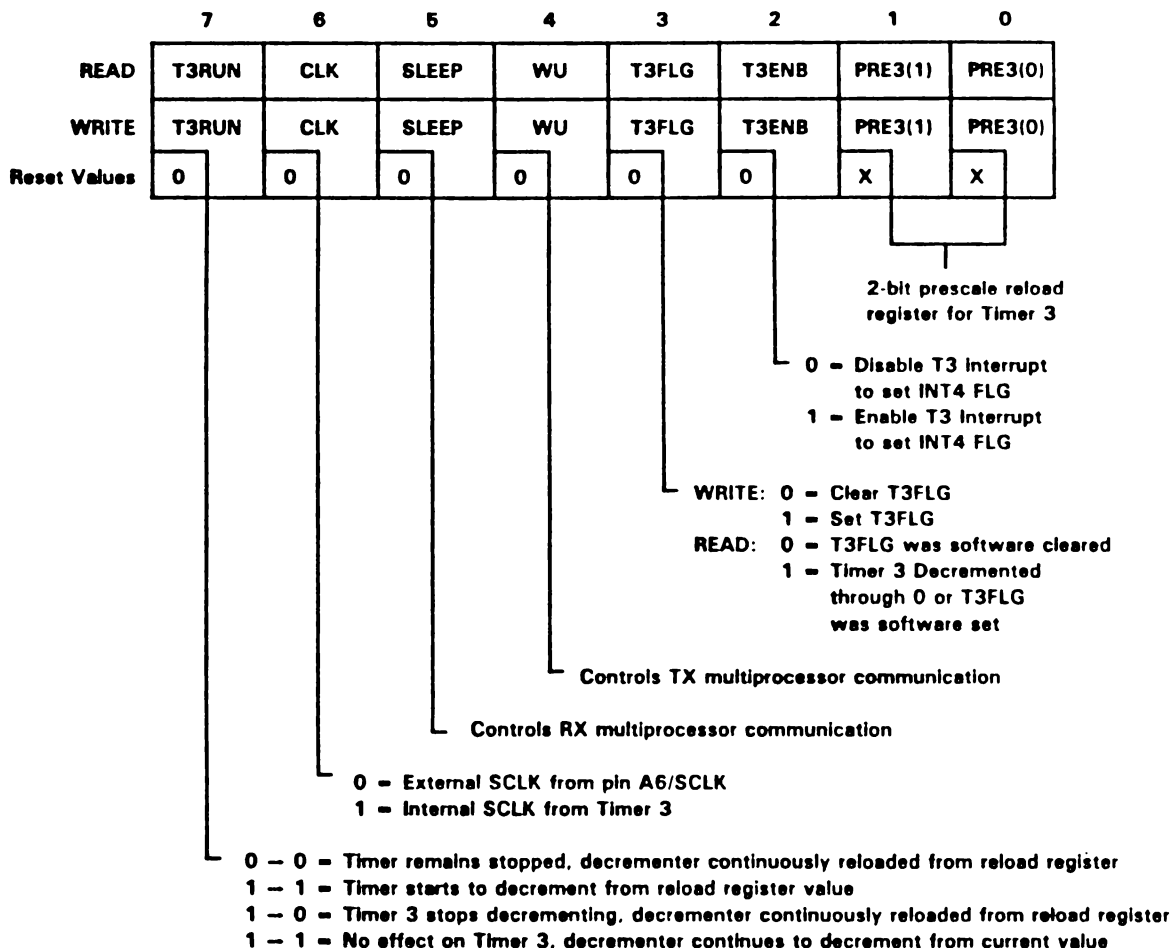 7 6 5 4 3 2 1 0
READ T3RUN CLK SLEEP WU T3FLG T3ENB PRE3(1) PRE3(0)
WRITE T3RUN CLK SLEEP WU T3FLG T3ENB PRE3(1) PRE3(0)
Reset Values 0 0 0 0 0 0 X X
2-bit prescale reload
register for Timer 3
0 = Disable T3 Interrupt
to set INT4 FLG
1 = Enable T3 Interrupt
to set INT4 FLG
WRITE: 0 = Clear T3FLG
1 = Set T3FLG
READ: 0 = T3FLG was software cleared
1 = Timer 3 Decremented
through 0 or T3FLG
was software set
Controls TX multiprocessor communication
Controls RX multiprocessor communication
0 = External SCLK from pin A6/SCLK
1 = Internal SCLK from Timer 3
0 – 0 = Timer remains stopped, decrementer continuously reloaded from reload register
1 – 1 = Timer starts to decrement from reload register value
1 – 0 = Timer 3 stops decrementing, decrementer continuously reloaded from reload register
1 – 1 = No effect on Timer 3, decrementer continues to decrement from current value